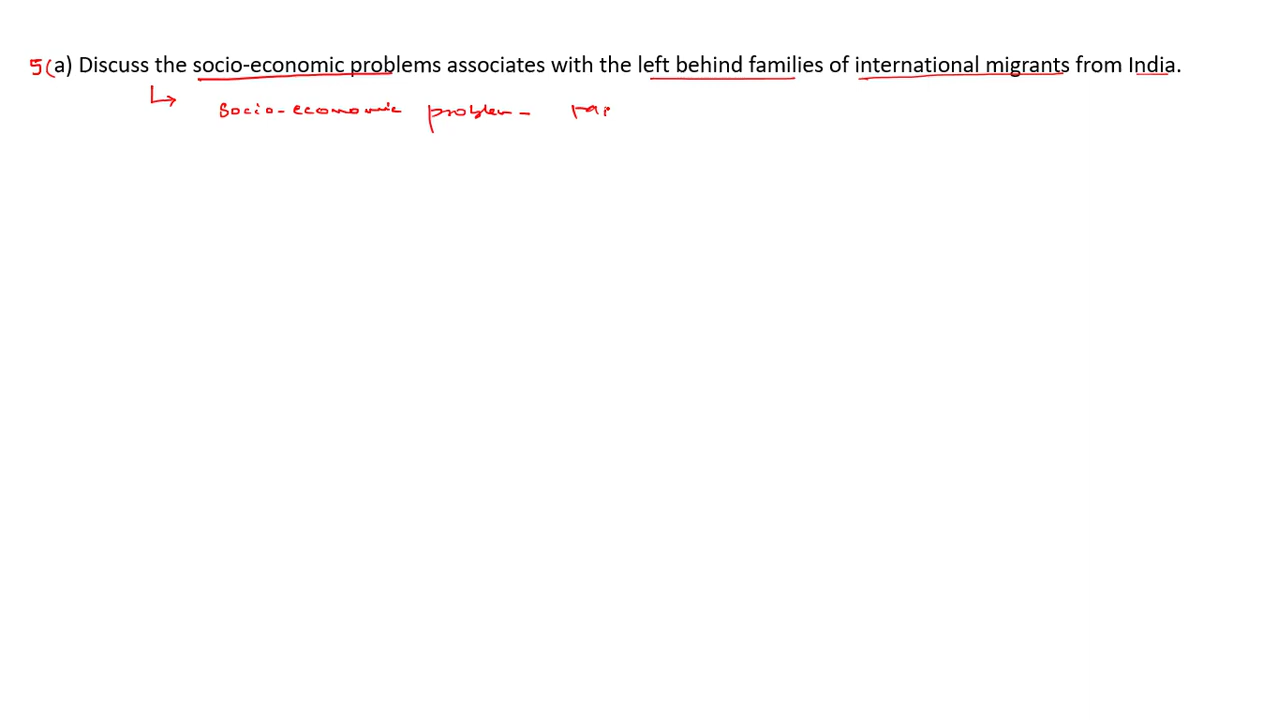 5(a) Discuss the socio-economic problems associates with the left behind families of international migrants from India.
socio-economic problem -